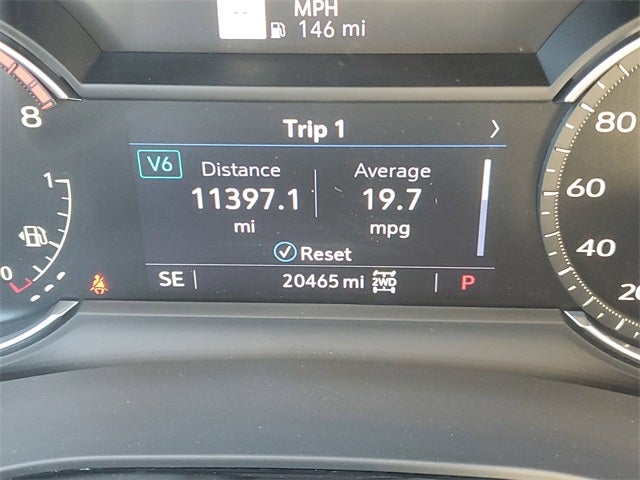 MPH
146 mi
Trip 1
8
80
V6
Distance
Average
1
11397.1
19.7
60
mi
mpg
Reset
40
0
SE
20465 mi
2WD
P
20